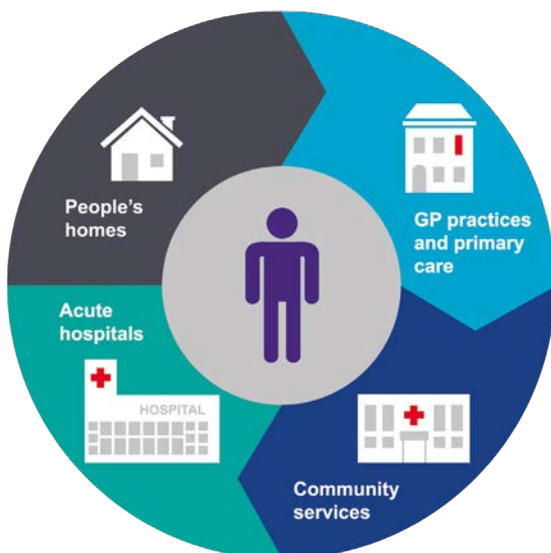 People's
homes
GP practices
and primary
care
Acute
hospitals
HOSPITAL
Community
services